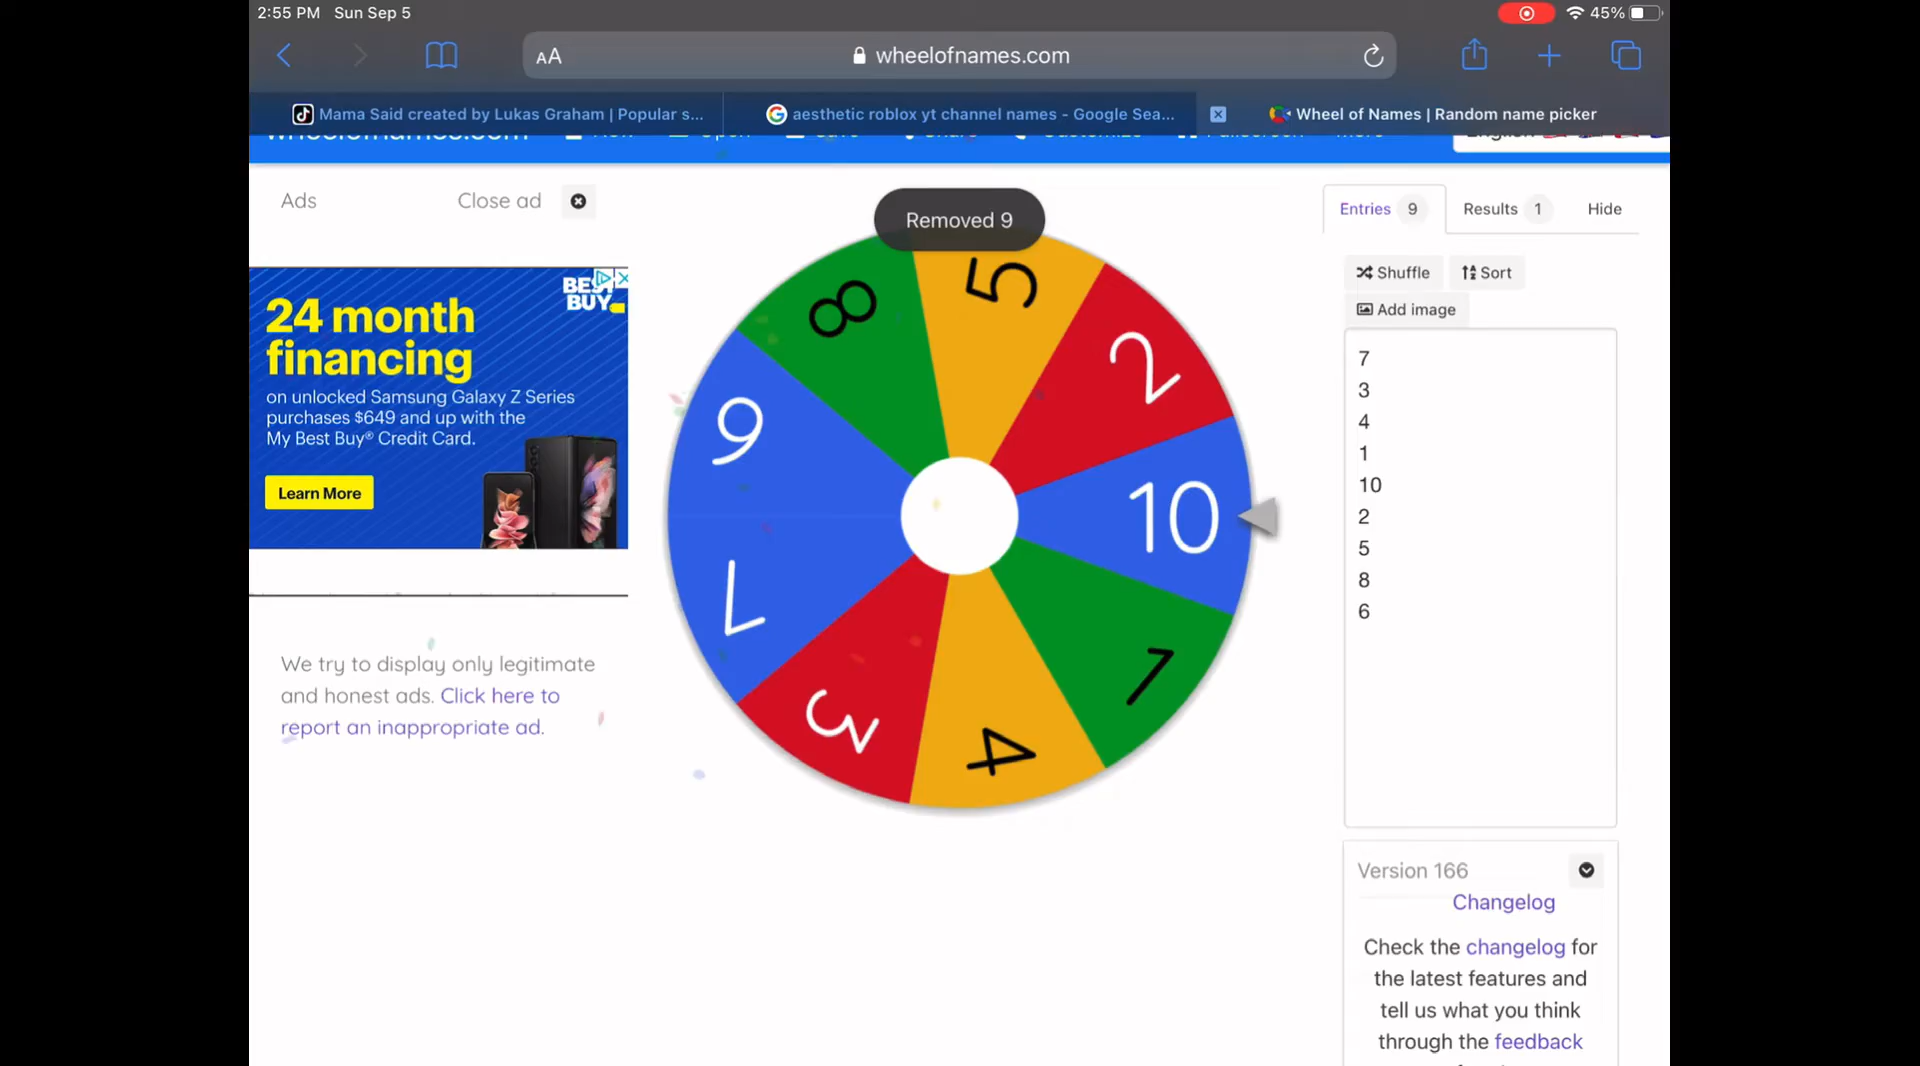 2:55 PM Sun Sep 5
45%
AA
wheelofnames.com
Mama Said created by Lukas Graham | Popular s...
aesthetic roblox yt channel names - Google Sea...
Wheel of Names | Random name picker
Ads
Close ad
24 month
financing
on unlocked Samsung Galaxy Z Series
purchases $649 and up with the
My Best Buy® Credit Card.
BEST
BUY
Learn More
We try to display only legitimate
and honest ads. Click here to
report an inappropriate ad.
Removed 9
8
5
2
10
1
4
3
7
6
Entries 9
Results 1
Hide
Shuffle
Sort
Add image
7
3
4
1
10
2
5
8
6
Version 166
Changelog
Check the changelog for
the latest features and
tell us what you think
through the feedback